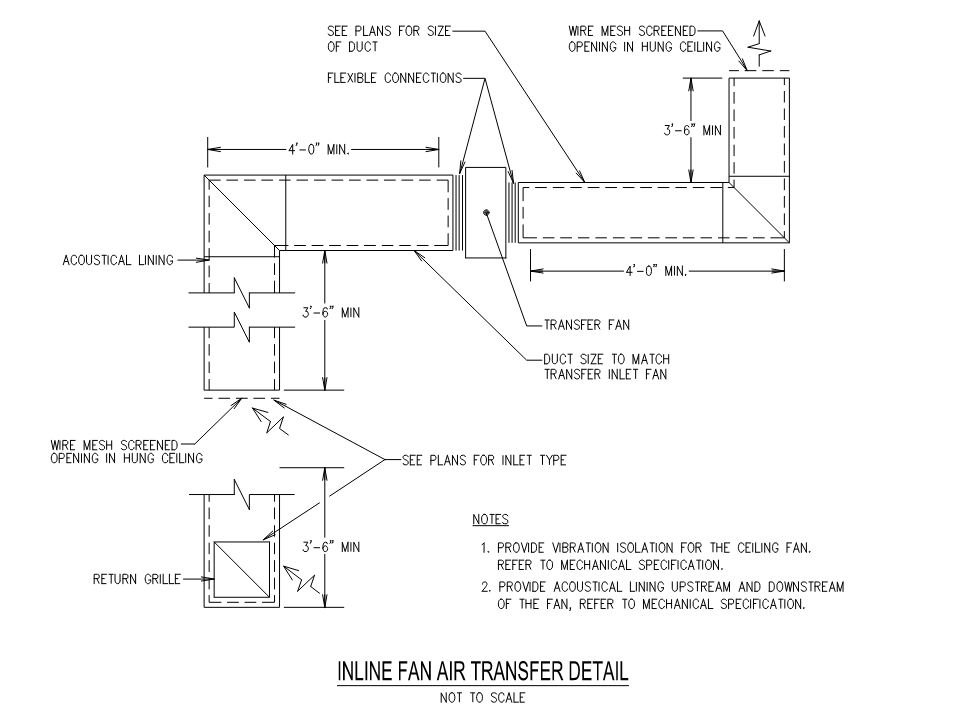 SEE PLANS FOR SIZE
OF DUCT
WIRE MESH SCREENED
OPENING IN HUNG CEILING
FLEXIBLE CONNECTIONS
3'-6" MIN
4'-0" MIN.
ACOUSTICAL LINING
4'-0" MIN.
3'-6" MIN
TRANSFER FAN
DUCT SIZE TO MATCH
TRANSFER INLET FAN
WIRE MESH SCREENED
OPENING IN HUNG CEILING
SEE PLANS FOR INLET TYPE
NOTES
1. PROVIDE VIBRATION ISOLATION FOR THE CEILING FAN.
REFER TO MECHANICAL SPECIFICATION.
2. PROVIDE ACOUSTICAL LINING UPSTREAM AND DOWNSTREAM
OF THE FAN, REFER TO MECHANICAL SPECIFICATION.
3'-6" MIN
RETURN GRILLE
INLINE FAN AIR TRANSFER DETAIL
NOT TO SCALE